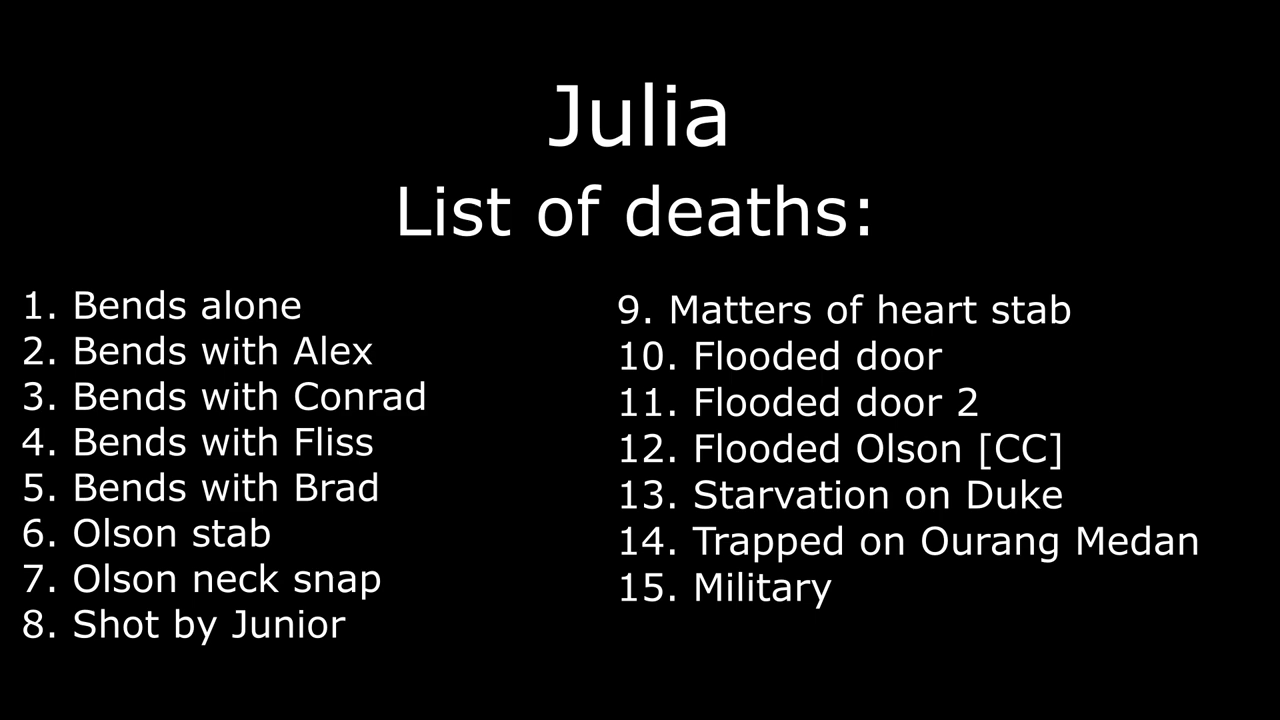 Julia
List of deaths:
1. Bends alone
2. Bends with Alex
3. Bends with Conrad
4. Bends with Fliss
5. Bends with Brad
6. Olson stab
7. Olson neck snap
8. Shot by Junior
9. Matters of heart stab
10. Flooded door
11. Flooded door 2
12. Flooded Olson [CC]
13. Starvation on Duke
14. Trapped on Ourang Medan
15. Military